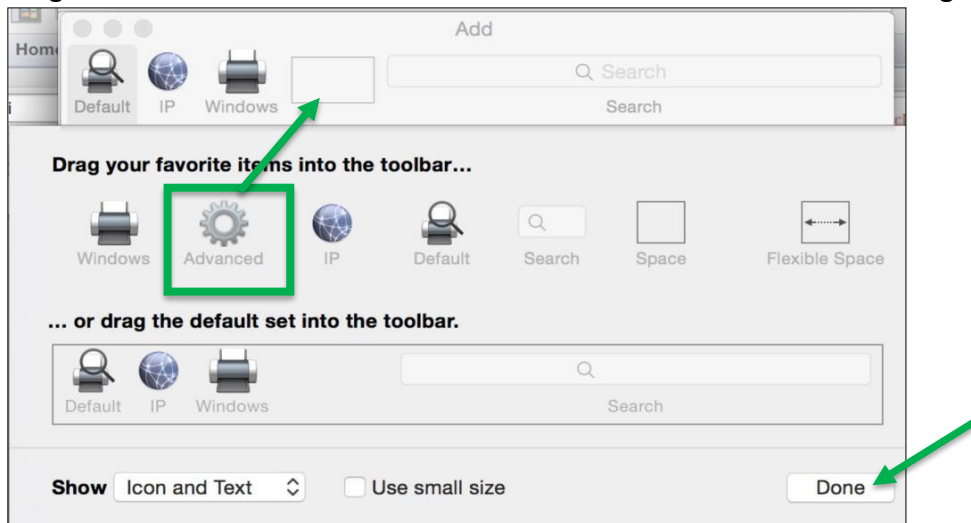 Add
Hom
Search
Default IP Windows Search
Drag your favorite items into the toolbar...
Windows Advanced IP Default Search Space Flexible Space
... or drag the default set into the toolbar.
Default IP Windows Search
Show Icon and Text Use small size Done